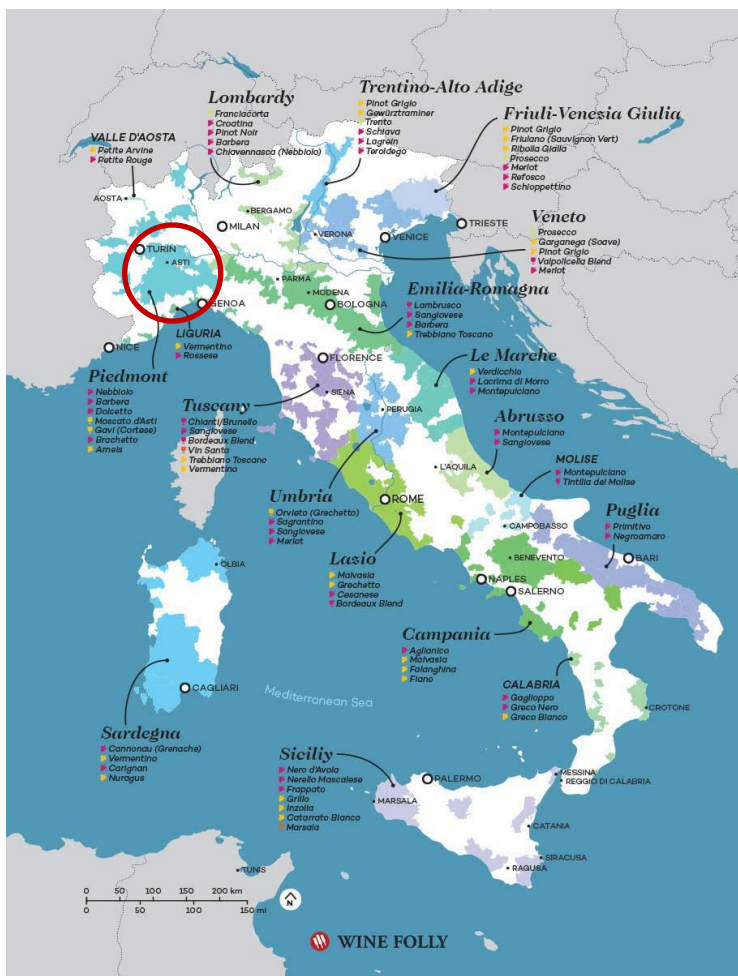 Lombardy
Franciacorta
Croatina
Pinot Noir
Barbera
Chiavennasca (Nebbiolo)
Trentino-Alto Adige
Pinot Grigio
Gewürztraminer
Trento
Schiava
Lagrein
Teroldego
Friuli-Venezia Giulia
Pinot Grigio
Friulano (Sauvignon Vert)
Ribolla Gialla
Prosecco
Merlot
Refosco
Schioppettino
VALLE D'AOSTA
Petite Arvine
Petite Rouge
AOSTA
BERGAMO
MILAN
VERONA
VENICE
TRIESTE
Veneto
Prosecco
Garganega (Soave)
Pinot Grigio
Valpolicella Blend
Merlot
TURIN
ASTI
PARMA
MODENA
BOLOGNA
GENOA
Emilia-Romagna
Lambrusco
Sangiovese
Barbera
Trebbiano Toscano
LIGURIA
Vermentino
Rossese
NICE
FLORENCE
Le Marche
Verdicchio
Lacrima di Morro
Montepulciano
Piedmont
Nebbiolo
Barbera
Dolcetto
Moscato d'Asti
Gavi (Cortese)
Brachetto
Arneis
SIENA
PERUGIA
Tuscany
Chianti/Brunello
Sangiovese
Bordeaux Blend
Vin Santo
Trebbiano Toscano
Vermentino
Abruzzo
Montepulciano
Sangiovese
L'AQUILA
MOLISE
Montepulciano
Tintilia del Molise
Umbria
Orvieto (Grechetto)
Sagrantino
Sangiovese
Merlot
ROME
CAMPOBASSO
Puglia
Primitivo
Negroamaro
Lazio
Malvasia
Grechetto
Cesanese
Bordeaux Blend
BENEVENTO
BARI
NAPLES
SALERNO
OLBIA
Campania
Aglianico
Malvasia
Falanghina
Fiano
CALABRIA
Gaglioppo
Greco Nero
Greco Bianco
CROTONE
CAGLIARI
Mediterranean Sea
Sardegna
Cannonau (Grenache)
Vermentino
Carignan
Nuragus
Siciliy
Nero d'Avola
Nerello Mascalese
Frappato
Grillo
Inzolia
Catarrato Bianco
Marsala
PALERMO
MESSINA
REGGIO DI CALABRIA
MARSALA
CATANIA
SIRACUSA
RAGUSA
TUNIS
0 50 100 150 200 km
0 50 100 150 mi
N
WINE FOLLY